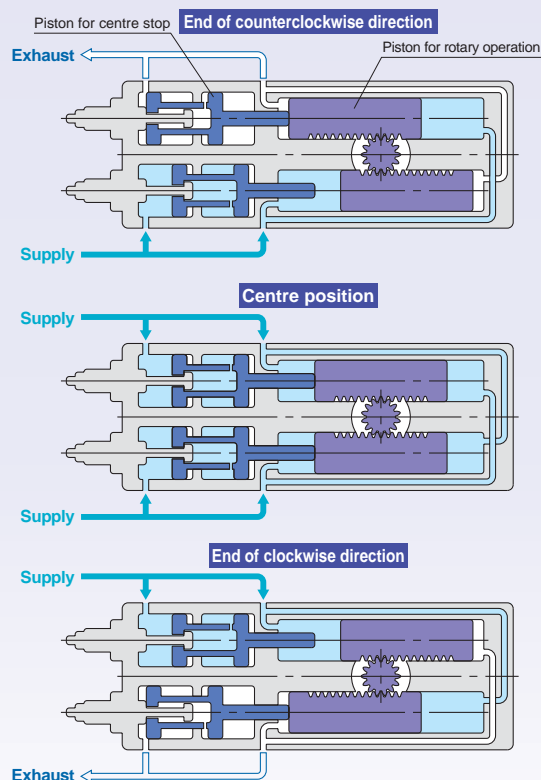 Piston for centre stop
End of counterclockwise direction
Exhaust
Piston for rotary operation
Supply
Centre position
Supply
Supply
End of clockwise direction
Supply
Exhaust